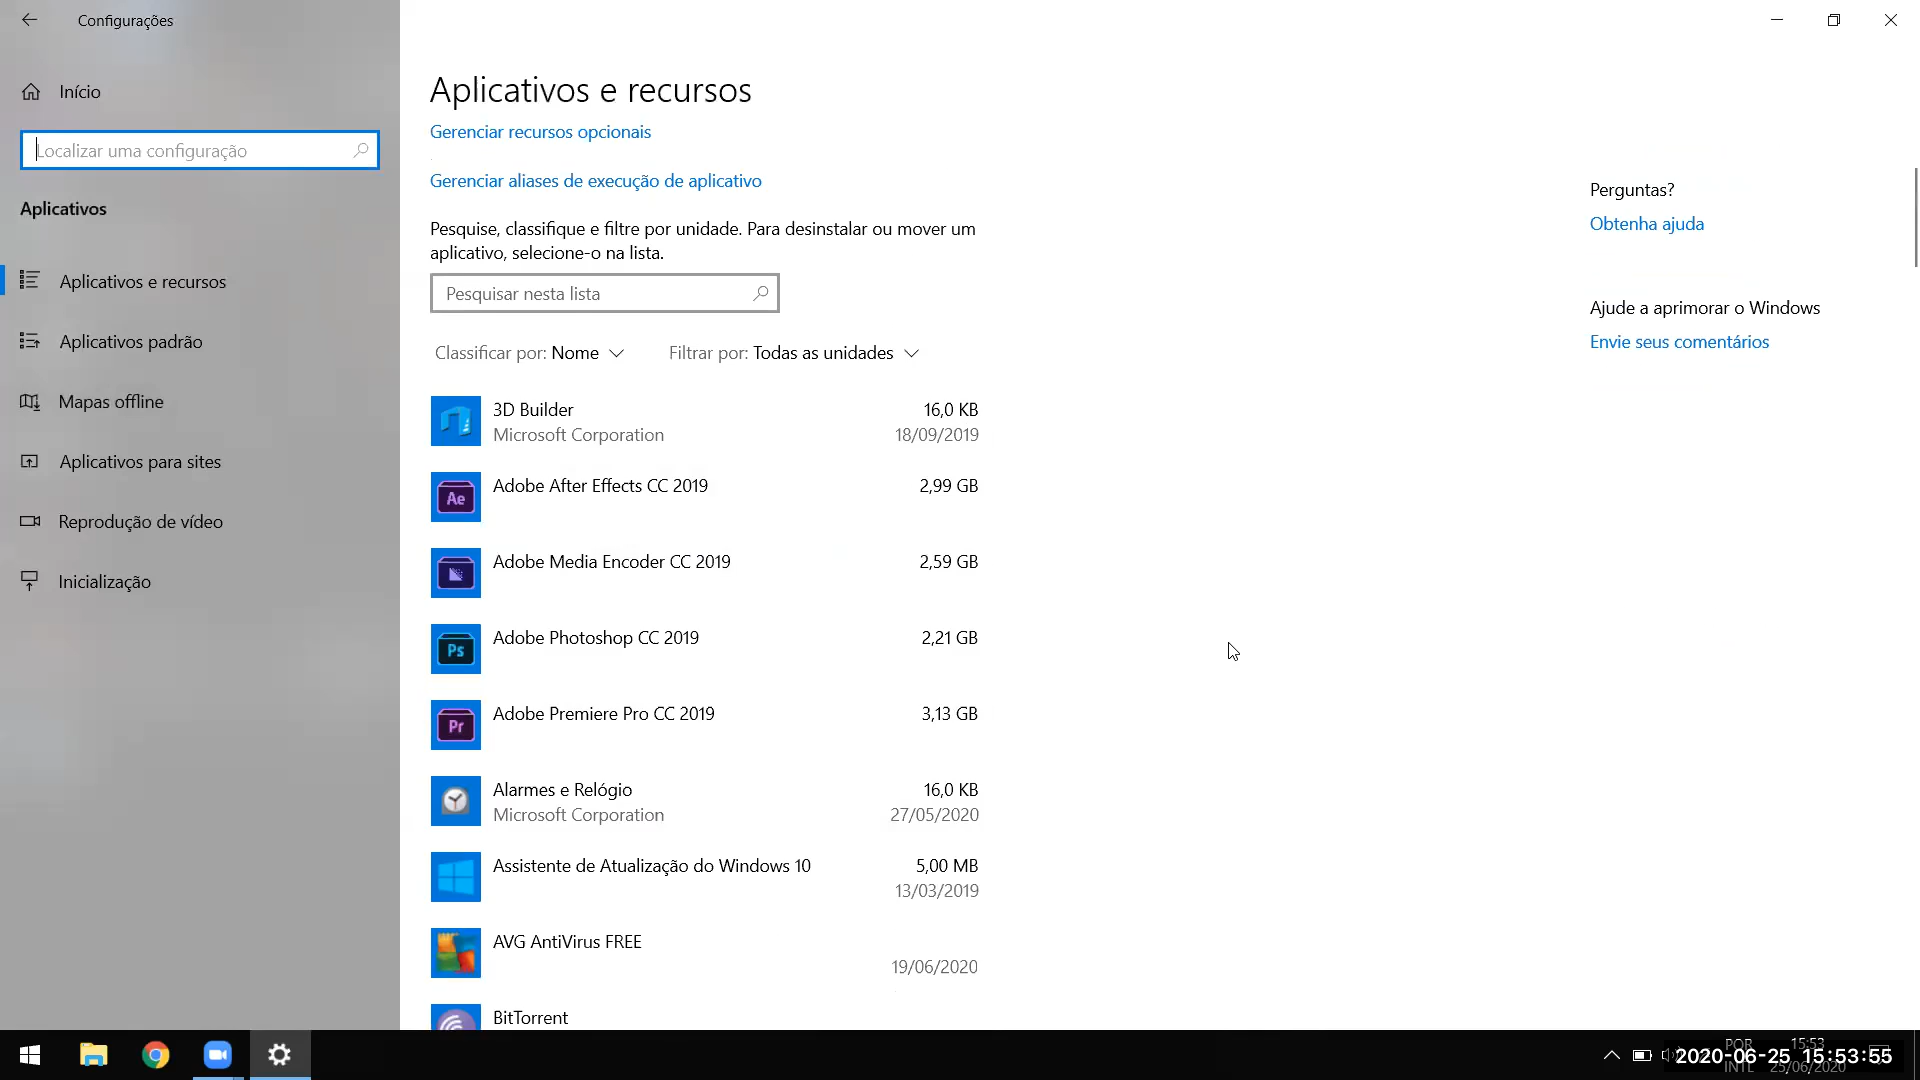 Configurações
Início
Localizar uma configuração
Aplicativos
Aplicativos e recursos
Aplicativos padrão
Mapas offline
Aplicativos para sites
Reprodução de vídeo
Inicialização
Aplicativos e recursos
Gerenciar recursos opcionais
Gerenciar aliases de execução de aplicativo
Pesquise, classifique e filtre por unidade. Para desinstalar ou mover um
aplicativo, selecione-o na lista.
Pesquisar nesta lista
Classificar por: Nome Filtrar por: Todas as unidades
3D Builder 16,0 KB
Microsoft Corporation 18/09/2019
Ae
Adobe After Effects CC 2019 2,99 GB
Adobe Media Encoder CC 2019 2,59 GB
Ps
Adobe Photoshop CC 2019 2,21 GB
Pr
Adobe Premiere Pro CC 2019 3,13 GB
Alarmes e Relógio 16,0 KB
Microsoft Corporation 27/05/2020
Assistente de Atualização do Windows 10 5,00 MB
13/03/2019
AVG AntiVirus FREE
19/06/2020
BitTorrent
Perguntas?
Obtenha ajuda
Ajude a aprimorar o Windows
Envie seus comentários
POR 15:53
2020-06-25 15:53:55
INTL 25/06/2020